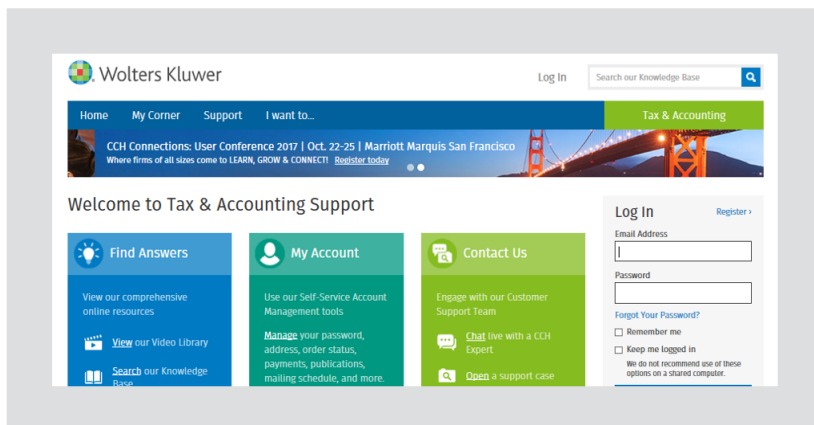 Wolters Kluwer
Log In
Search our Knowledge Base
Home My Corner Support I want to... Tax & Accounting
CCH Connections: User Conference 2017 | Oct. 22-25 | Marriott Marquis San Francisco
Where firms of all sizes come to LEARN, GROW & CONNECT! Register today
Welcome to Tax & Accounting Support
Find Answers
View our comprehensive
online resources
View our Video Library
Search our Knowledge
Base
My Account
Use our Self-Service Account
Management tools
Manage your password,
address, order status,
payments, publications,
mailing schedule, and more.
Contact Us
Engage with our Customer
Support Team
Chat live with a CCH
Expert
Open a support case
Log In Register ›
Email Address
Password
Forgot Your Password?
Remember me
Keep me logged in
We do not recommend use of these
options on a shared computer.